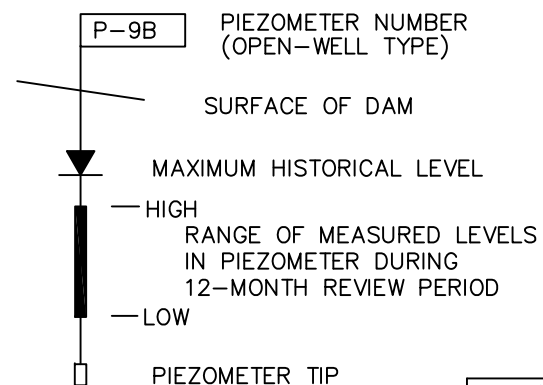 P-9B
PIEZOMETER NUMBER
(OPEN-WELL TYPE)
SURFACE OF DAM
MAXIMUM HISTORICAL LEVEL
HIGH
RANGE OF MEASURED LEVELS
IN PIEZOMETER DURING
12-MONTH REVIEW PERIOD
LOW
PIEZOMETER TIP